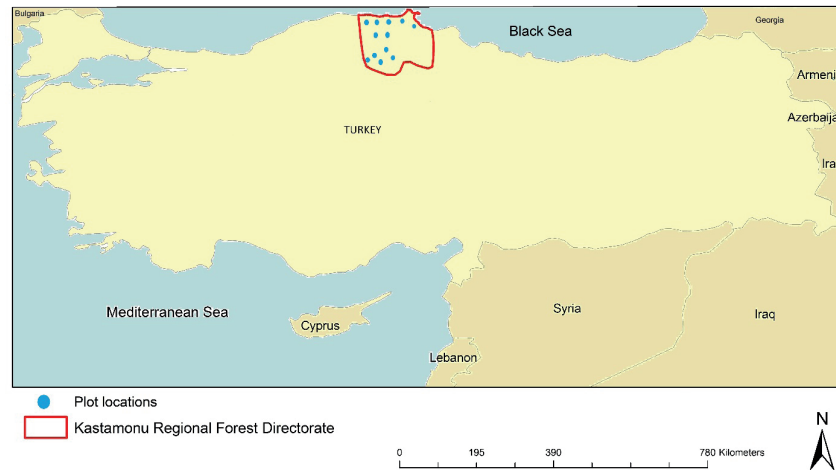 Bulgaria
Georgia
Black Sea
Armeni
Azerbaija
Ira
TURKEY
Mediterranean Sea
Cyprus
Syria
Iraq
Lebanon
Plot locations
Kastamonu Regional Forest Directorate
N
0 195 390 780 Kilometers